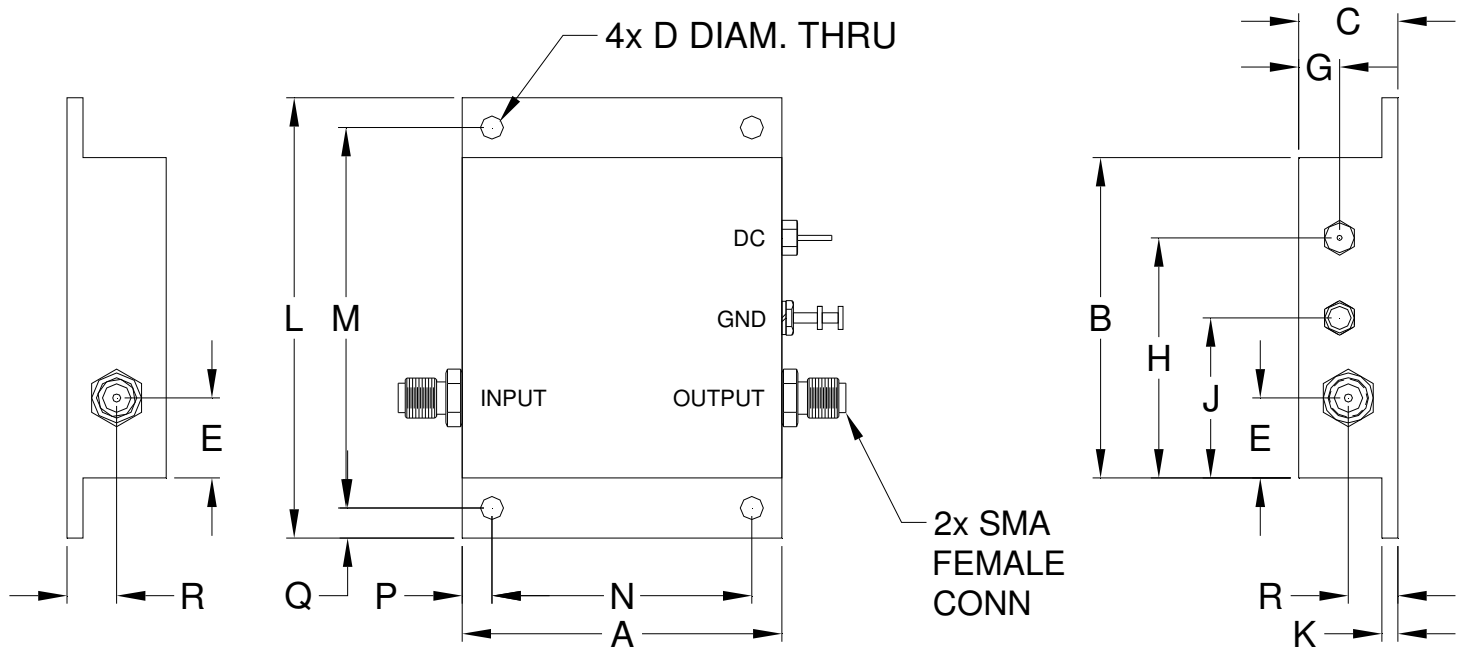 4x D DIAM. THRU
C
G
DC
L
M
B
GND
H
INPUT
OUTPUT
J
E
E
2x SMA
FEMALE
CONN
R
Q
P
N
R
A
K